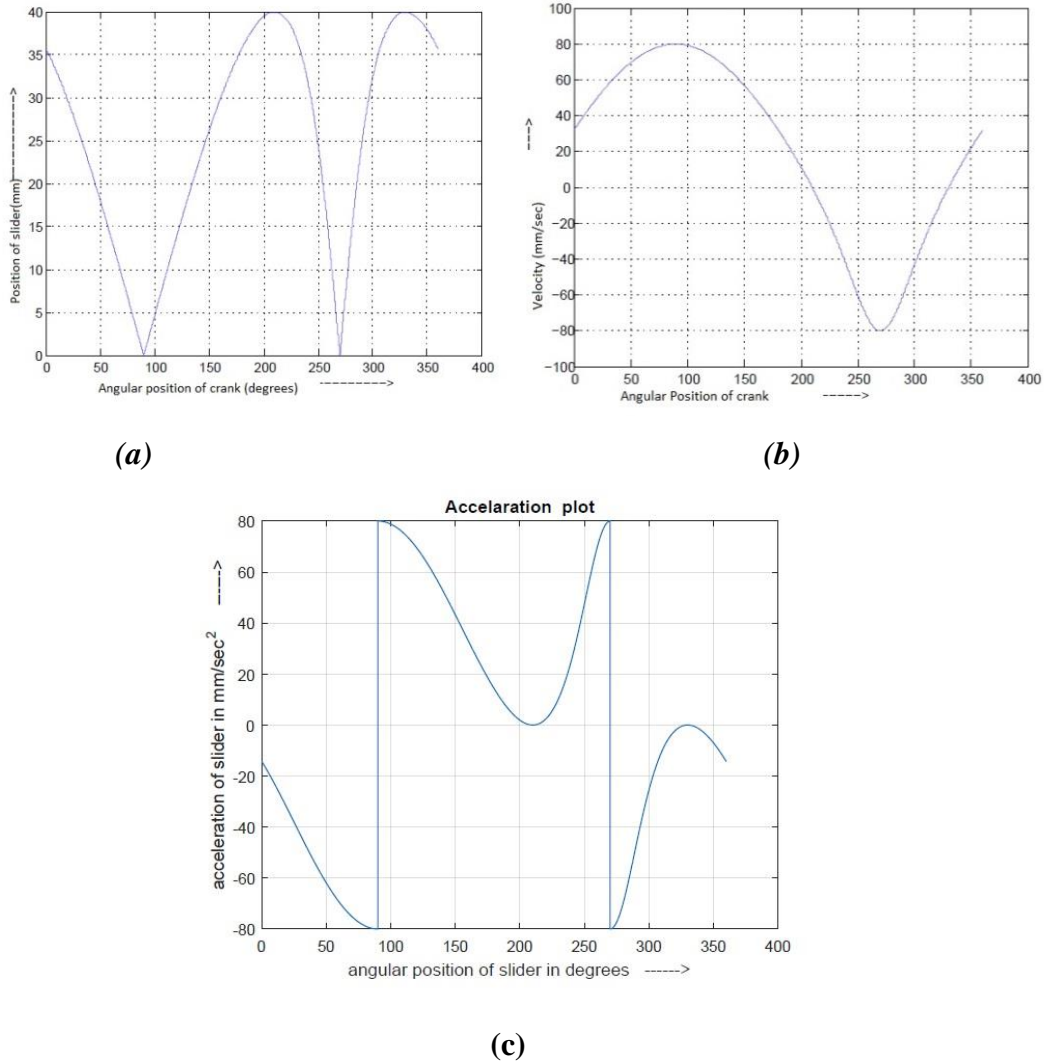 40
35
30
25
20
15
10
5
0
Position of slider(mm)
---------->
0 50 100 150 200 250 300 350 400
Angular position of crank (degrees) ---------->
(a)
100
80
60
40
20
0
−20
−40
−60
−80
−100
Velocity (mm/sec)
--->
0 50 100 150 200 250 300 350 400
Angular Position of crank ----->
(b)
Accelaration plot
80
60
40
20
0
-20
-40
-60
-80
acceleration of slider in mm/sec2
----->
0 50 100 150 200 250 300 350 400
angular position of slider in degrees ------>
(c)